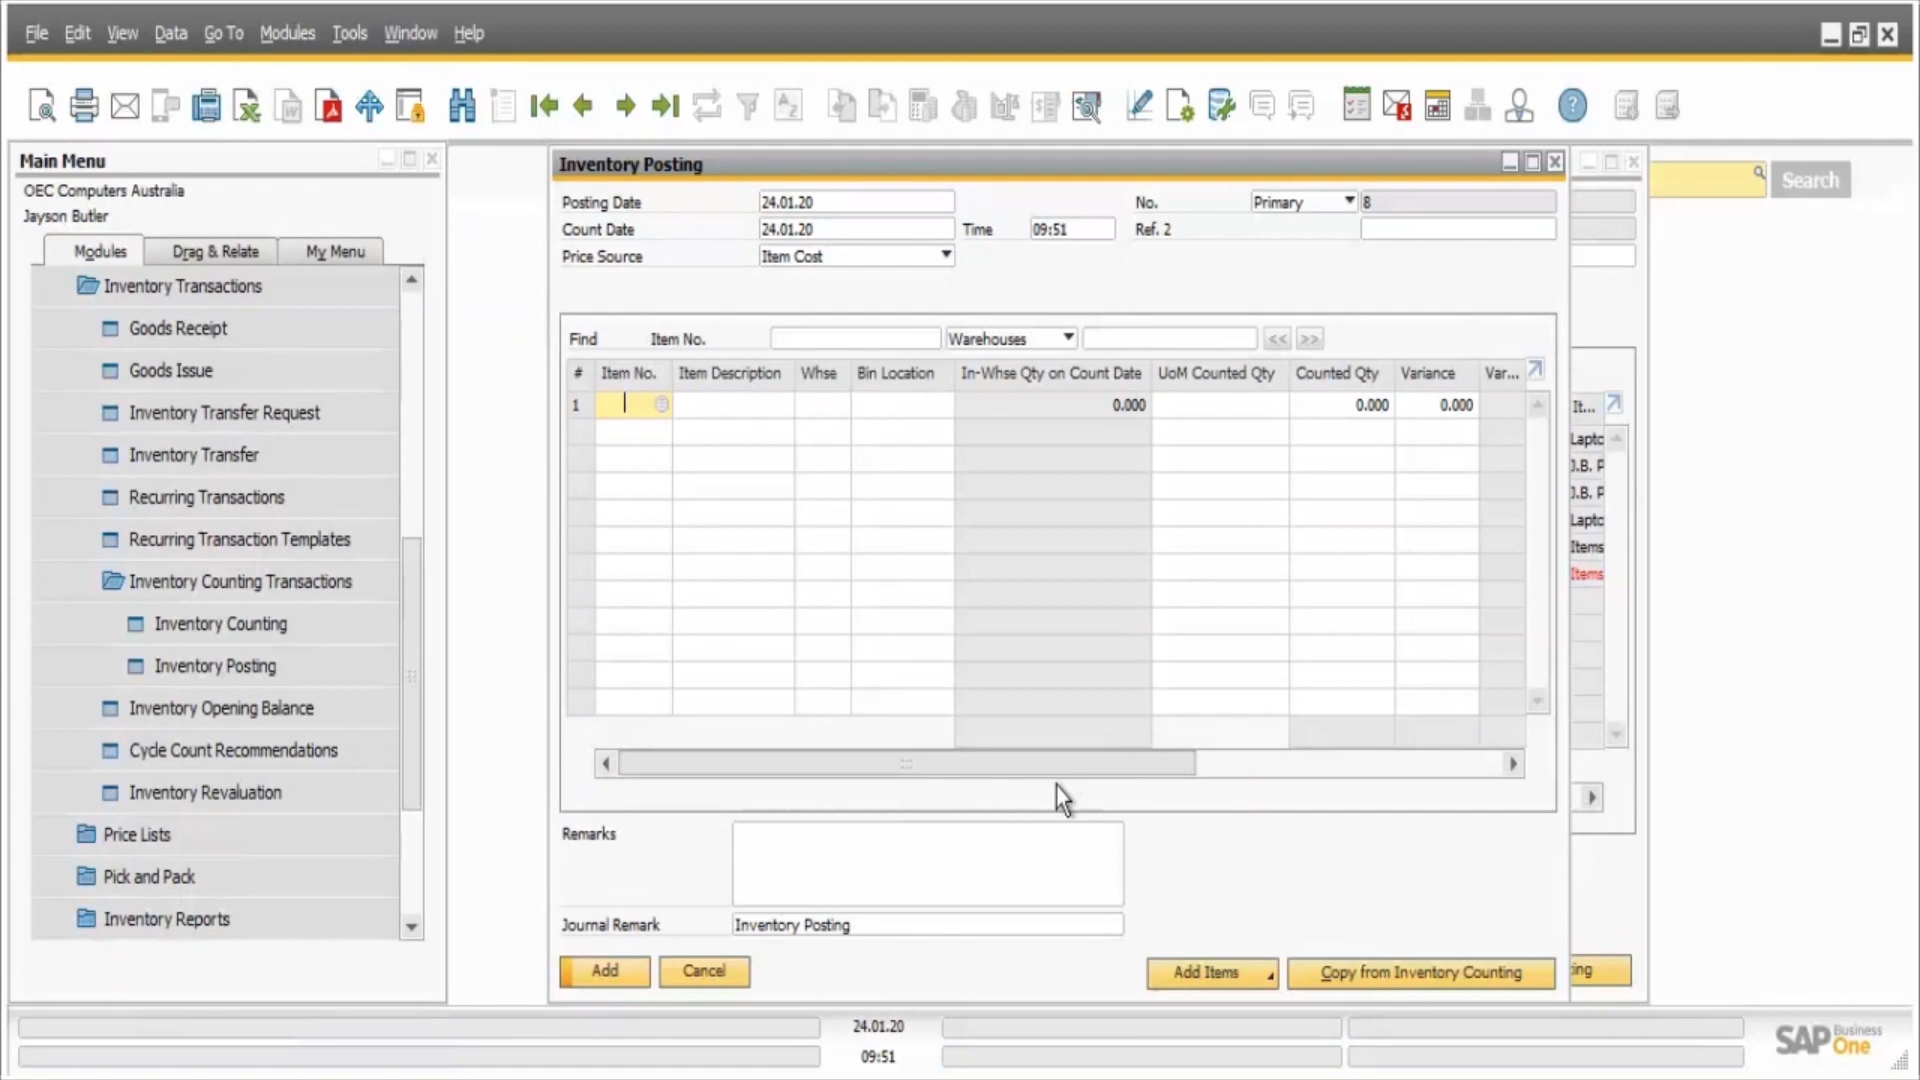 File Edit View Data Go To Modules Tools Window Help
Main Menu
OEC Computers Australia
Jayson Butler
Modules Drag & Relate My Menu
Inventory Transactions
Goods Receipt
Goods Issue
Inventory Transfer Request
Inventory Transfer
Recurring Transactions
Recurring Transaction Templates
Inventory Counting Transactions
Inventory Counting
Inventory Posting
Inventory Opening Balance
Cycle Count Recommendations
Inventory Revaluation
Price Lists
Pick and Pack
Inventory Reports
Inventory Posting
Search
Posting Date 24.01.20 No. Primary 8
Count Date 24.01.20 Time 09:51 Ref. 2
Price Source Item Cost
Find Item No. Warehouses << >>
# Item No. Item Description Whse Bin Location In-Whse Qty on Count Date UoM Counted Qty Counted Qty Variance Var...
1 0.000 0.000 0.000
It...
Laptc
J.B. P
J.B. P
Laptc
Items
Items
Remarks
Journal Remark Inventory Posting
Add Cancel Add Items Copy from Inventory Counting ing
24.01.20
09:51
SAP Business One